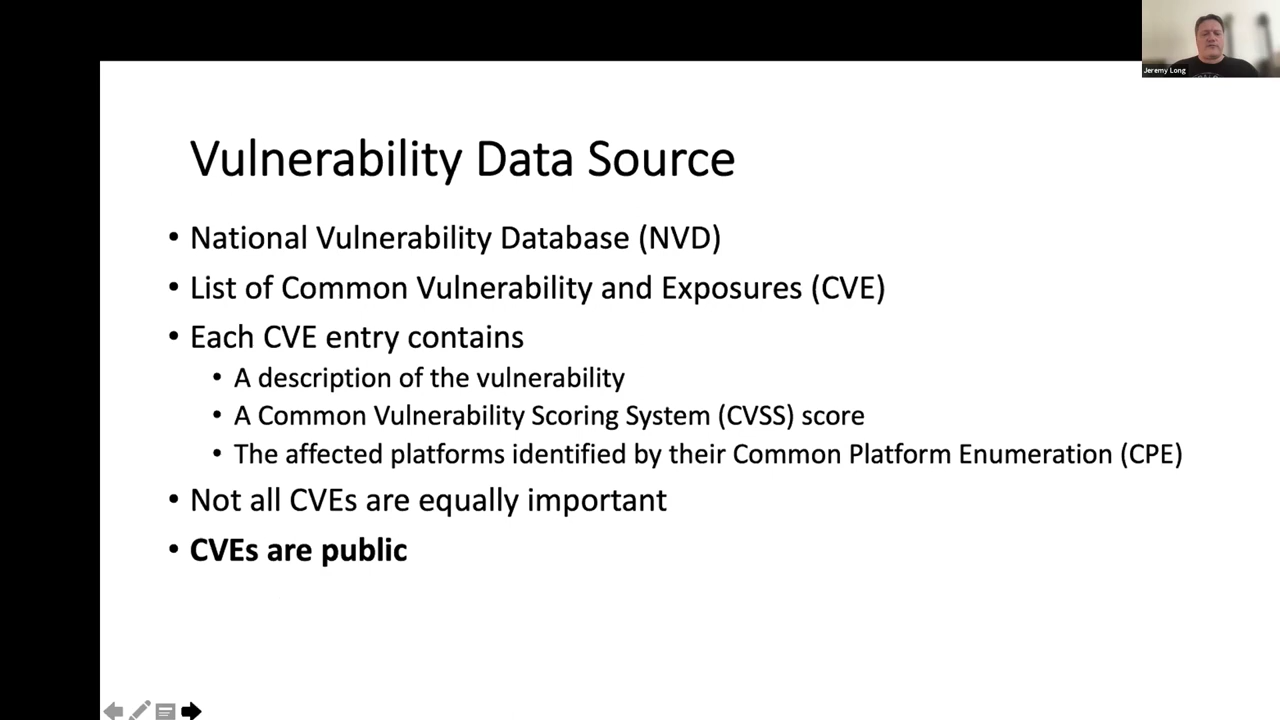 Jeremy Long
Vulnerability Data Source
• National Vulnerability Database (NVD)
• List of Common Vulnerability and Exposures (CVE)
• Each CVE entry contains
• A description of the vulnerability
• A Common Vulnerability Scoring System (CVSS) score
• The affected platforms identified by their Common Platform Enumeration (CPE)
• Not all CVEs are equally important
• CVEs are public